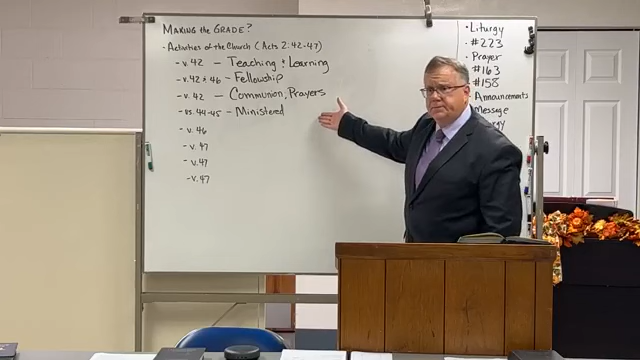 Making the Grade?
- Activities of the Church (Acts 2:42-47)
- v. 42 - Teaching & Learning
- v. 42 & 46 - Fellowship
- v. 42 - Communion, Prayers
- vs. 44-45 - Ministered
- v. 46
- v. 47
- v. 47
- v. 47
• Liturgy
• #223
• Prayer
#163
#158
Announcements
Message